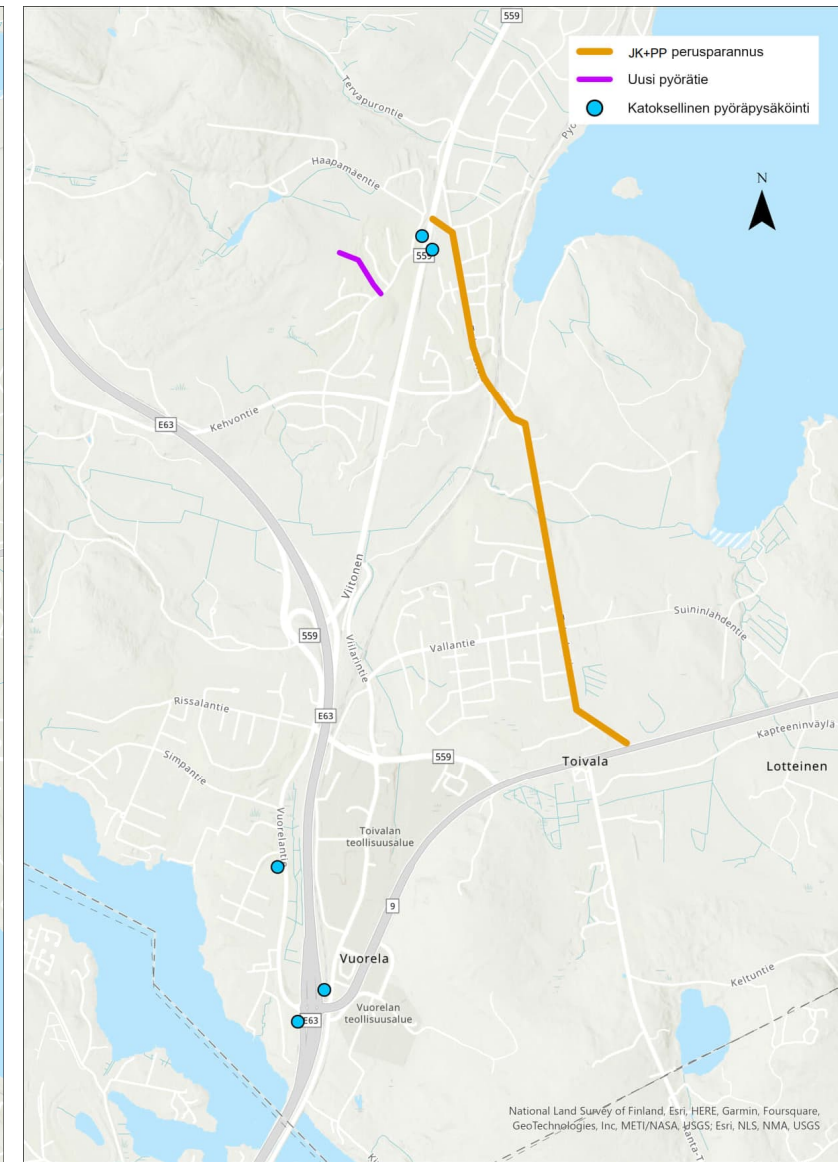 559
JK+PP perusparannus
Uusi pyörätie
Katoksellinen pyöräpysäköinti
Tervapurontie
N
Haapamäentie
559
Kehvontie
E63
Viitonen
Suininlahdentie
559
Viilarintie
Vallantie
Rissalantie
E63
Kapteeninväylä
Simpantie
559
Toivala
Lotteinen
Vuorelantie
Toivalan
teollisuusalue
9
Vuorela
Keltuntie
Vuorelan
teollisuusalue
E63
National Land Survey of Finland, Esri, HERE, Garmin, Foursquare,
GeoTechnologies, Inc, METI/NASA, USGS; Esri, NLS, NMA, USGS